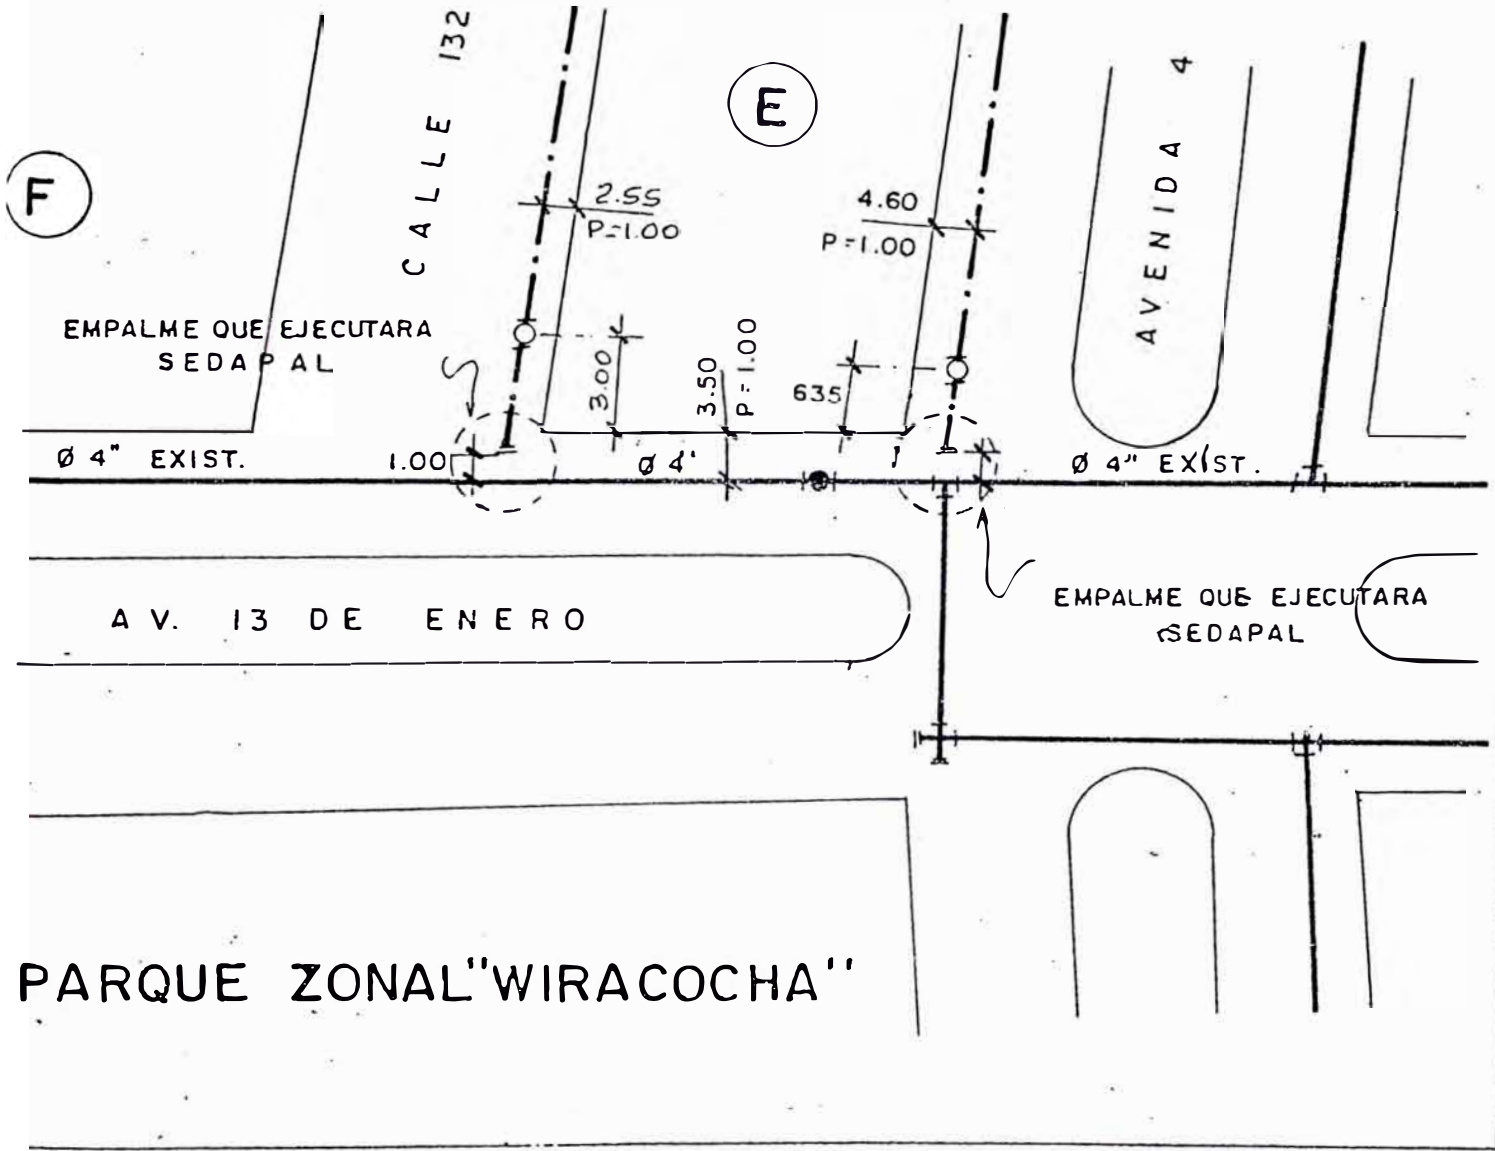 CALLE 132
E
AVENIDA 4
F
2.55
P=1.00
4.60
P=1.00
EMPALME QUE EJECUTARA
SEDAPAL
3.00
3.50
P=1.00
635
Ø 4" EXIST.
1.00
Ø 4'
Ø 4" EXIST.
AV. 13 DE ENERO
EMPALME QUE EJECUTARA
SEDAPAL
PARQUE ZONAL "WIRACOCHA"